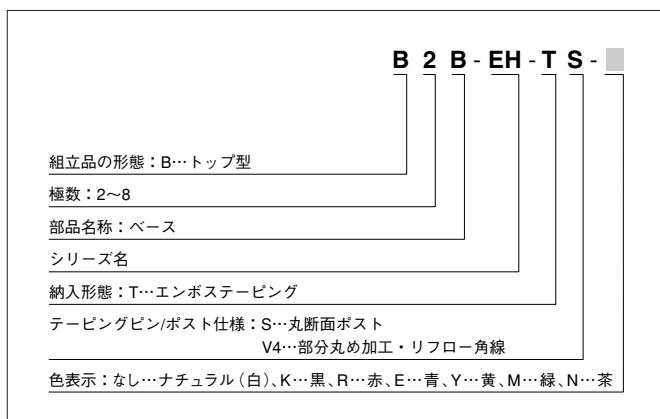 B 2 B - EH - T S -
組立品の形態：B…トップ型
極数：2〜8
部品名称：ベース
シリーズ名
納入形態：T…エンボステーピング
テーピングピン/ポスト仕様：S…丸断面ポスト
V4…部分丸め加工・リフロー角線
色表示：なし…ナチュラル（白）、K…黒、R…赤、E…青、Y…黄、M…緑、N…茶